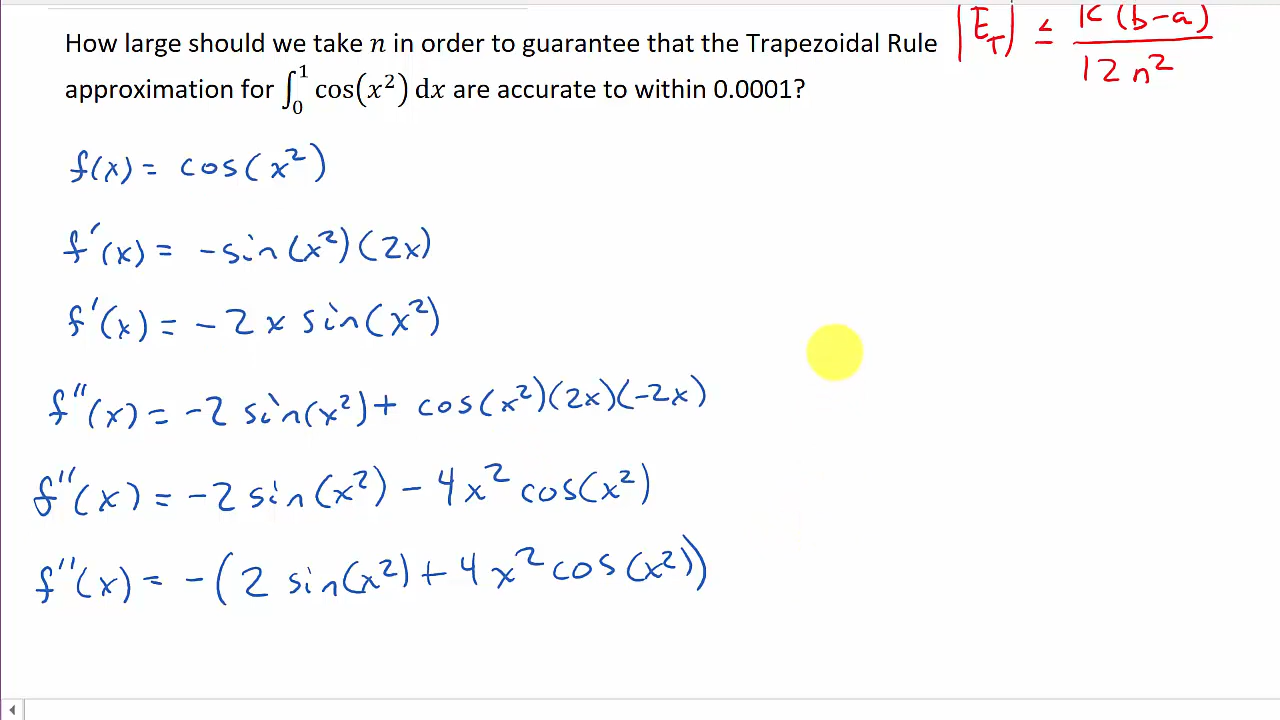 How large should we take n in order to guarantee that the Trapezoidal Rule
approximation for ∫₀¹ cos(x²) dx are accurate to within 0.0001?
|E_T| ≤ K(b-a) / 12n²
f(x) = cos(x²)
f'(x) = -sin(x²)(2x)
f'(x) = -2x sin(x²)
f''(x) = -2 sin(x²) + cos(x²)(2x)(-2x)
f''(x) = -2 sin(x²) - 4x² cos(x²)
f''(x) = -(2 sin(x²) + 4x² cos(x²))